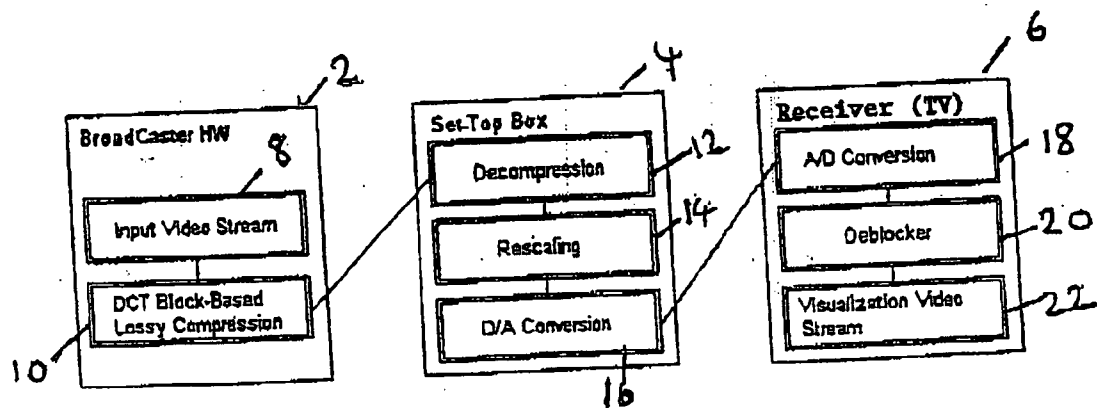 2
BroadCaster HW
8
Input Video Stream
DCT Block-Based
Lossy Compression
10
4
Set-Top Box
Decompression
12
Rescaling
14
D/A Conversion
16
6
Receiver (TV)
A/D Conversion
18
Deblocker
20
Visualization Video
Stream
22